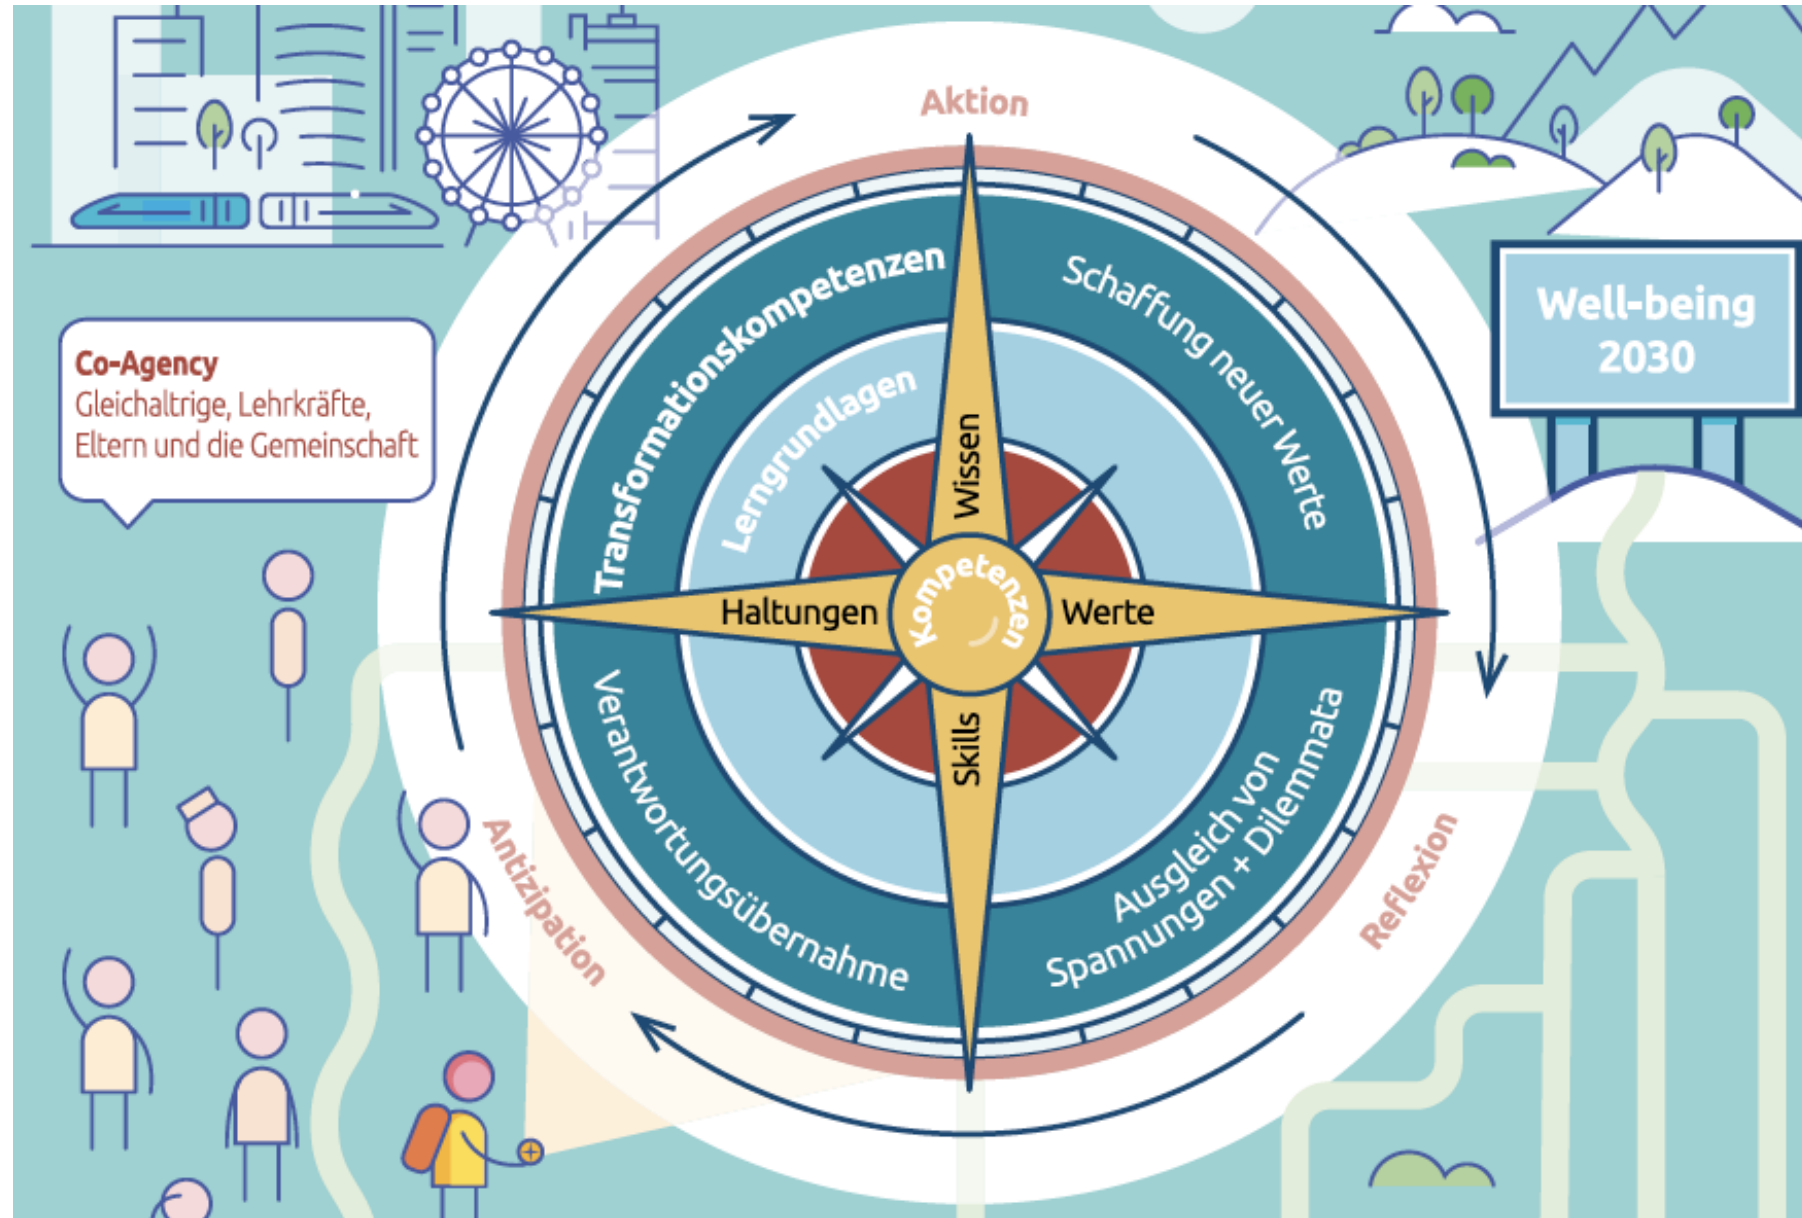 Aktion
Transformationskompetenzen
Schaffung neuer Werte
Well-being
2030
Co-Agency
Gleichaltrige, Lehrkräfte,
Eltern und die Gemeinschaft
Lerngrundlagen
Wissen
Kompetenzen
Haltungen
Werte
Skills
Verantwortungsübernahme
Ausgleich von
Spannungen + Dilemmata
Antizipation
Reflexion